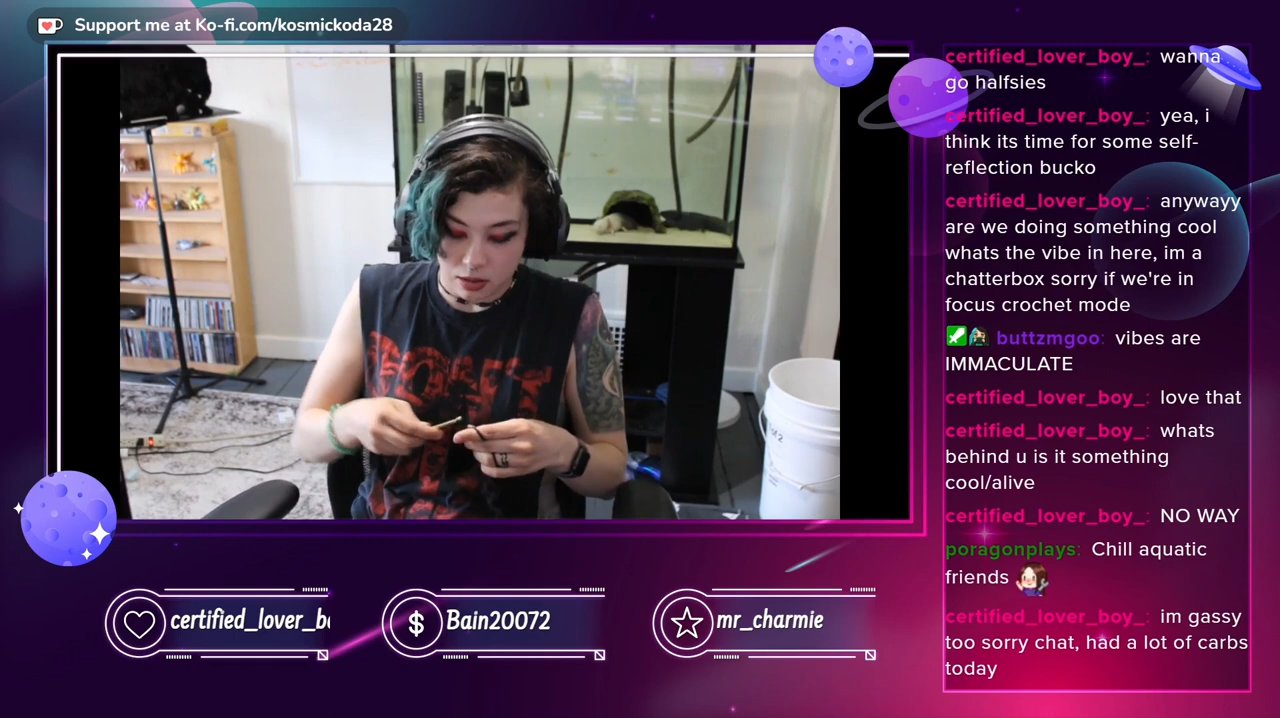 Support me at Ko-fi.com/kosmickoda28
certified_lover_boy_: wanna
go halfsies
certified_lover_boy_: yea, i
think its time for some self-
reflection bucko
certified_lover_boy_: anywayy
are we doing something cool
whats the vibe in here, im a
chatterbox sorry if we're in
focus crochet mode
buttzmgoo: vibes are
IMMACULATE
certified_lover_boy_: love that
certified_lover_boy_: whats
behind u is it something
cool/alive
certified_lover_boy_: NO WAY
poragonplays: Chill aquatic
friends
certified_lover_boy_: im gassy
too sorry chat, had a lot of carbs
today
certified_lover_bo
Bain20072
mr_charmie